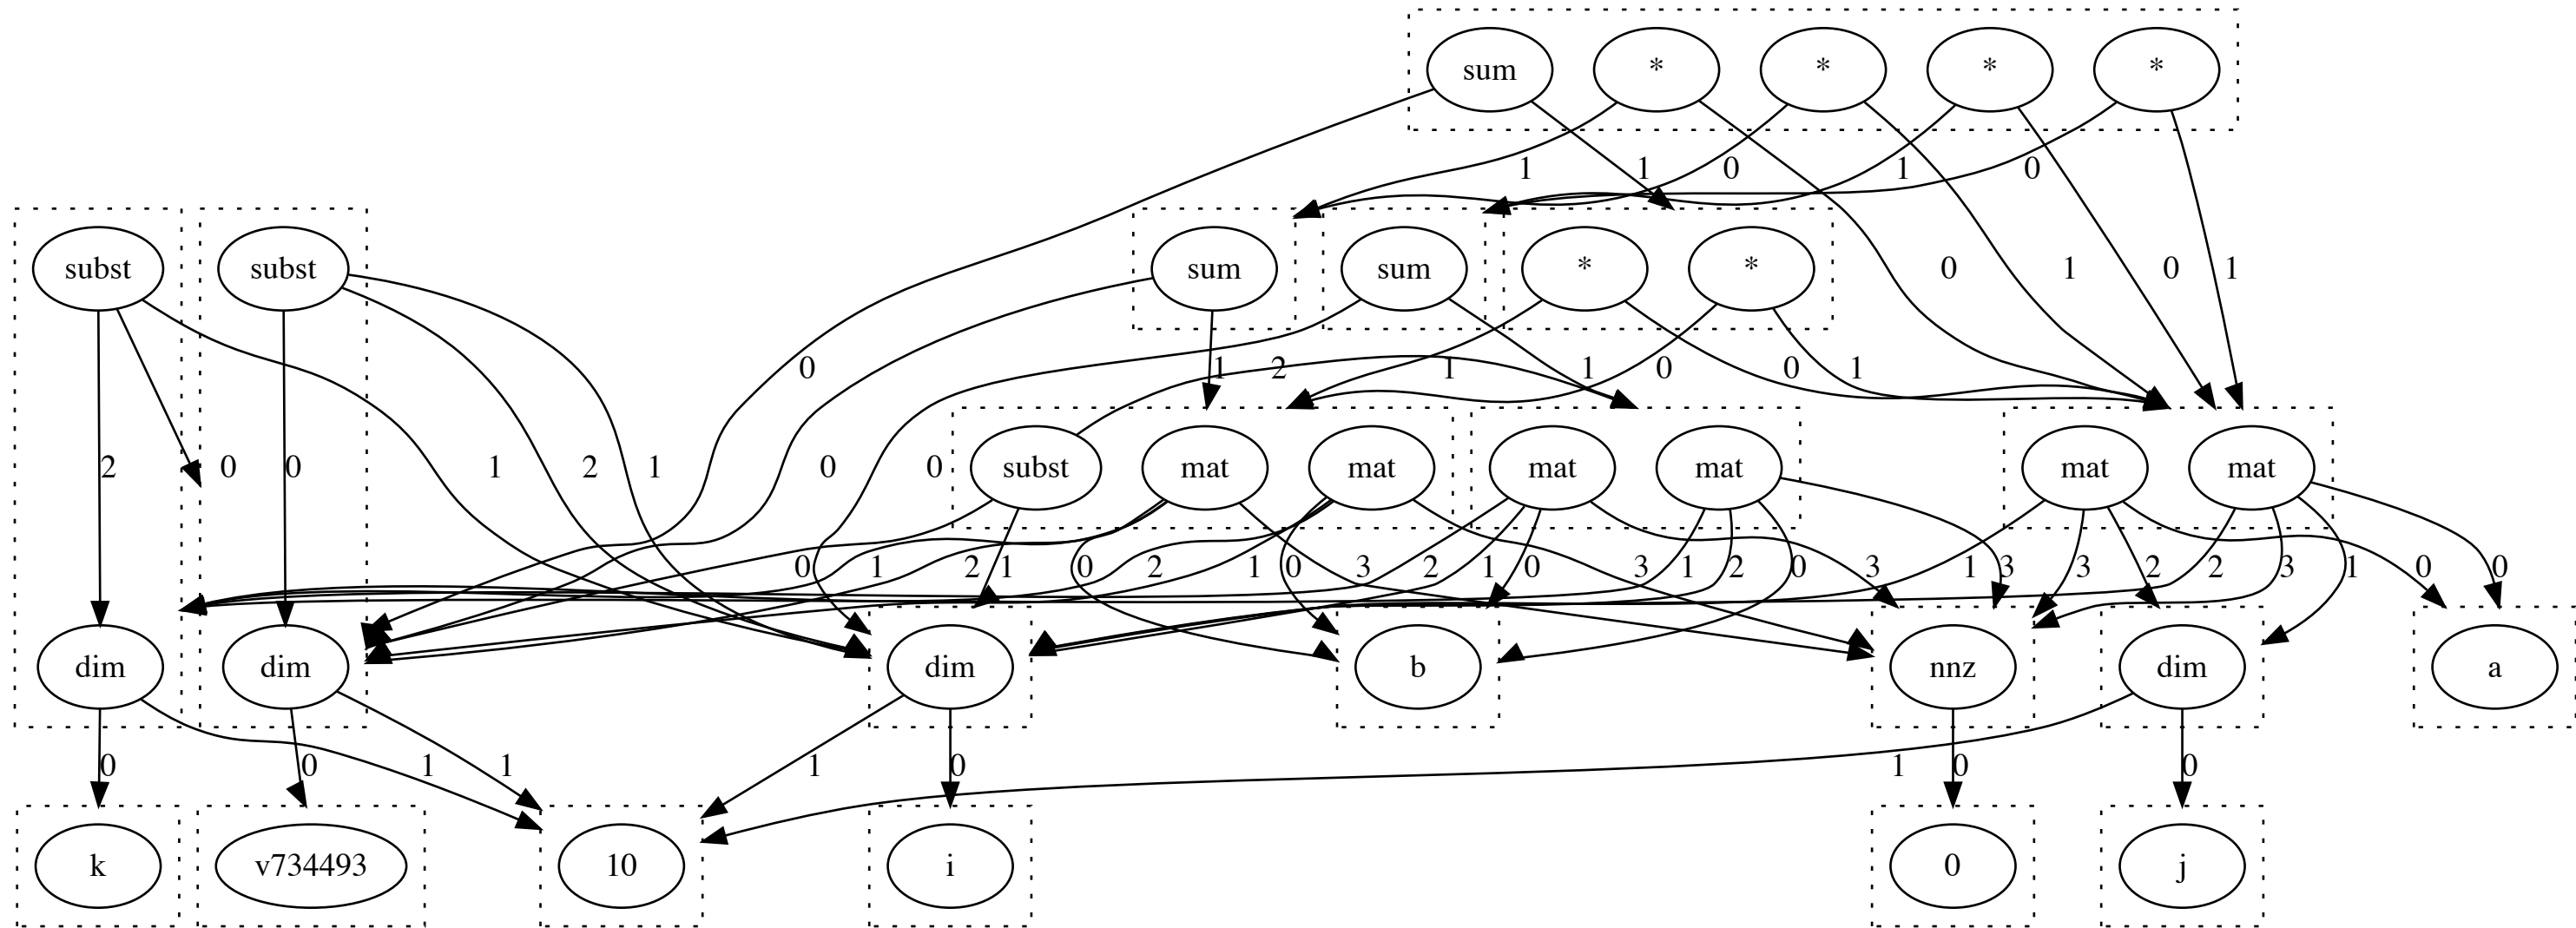 sum * * * *
1 1 0 1 0
subst subst sum sum * * 0 1 0 1
0 1 2 1 1 0 0 1
2 0 0 1 2 1 0 0 subst mat mat mat mat mat mat
0 1 2 1 0 2 1 0 3 2 1 0 3 1 2 0 3 1 3 3 2 2 3 1 0 0
dim dim dim b nnz dim a
0 0 1 1 1 0 1 0 0
k v734493 10 i 0 j